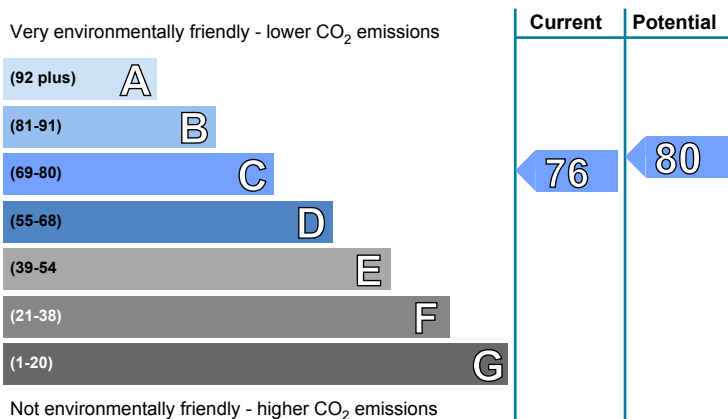 Current Potential
Very environmentally friendly - lower CO2 emissions
(92 plus) A
(81-91) B
(69-80) C
76 80
(55-68) D
(39-54 E
(21-38) F
(1-20) G
Not environmentally friendly - higher CO2 emissions